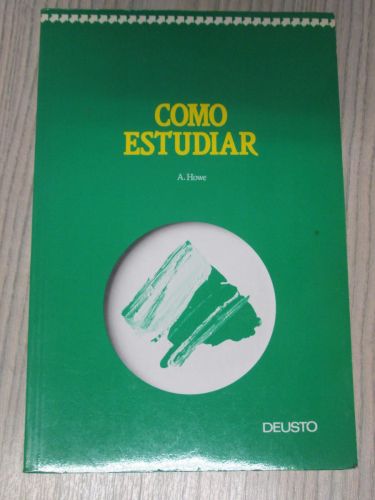 COMO
ESTUDIAR
A. Howe
DEUSTO